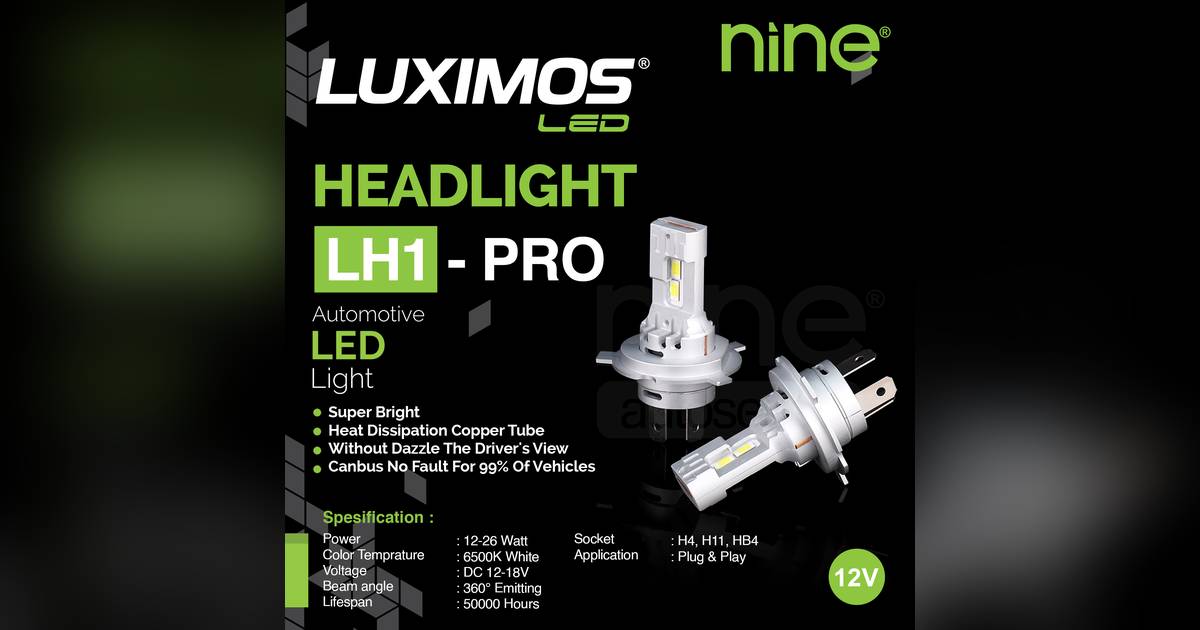 nine®
LUXIMOS®
LED
HEADLIGHT
LH1 - PRO
Automotive
LED
Light
Super Bright
Heat Dissipation Copper Tube
Without Dazzle The Driver's View
Canbus No Fault For 99% Of Vehicles
nine®
Spesification :
Power : 12-26 Watt
Color Temprature : 6500K White
Voltage : DC 12-18V
Beam angle : 360° Emitting
Lifespan : 50000 Hours
Socket : H4, H11, HB4
Application : Plug & Play
12V